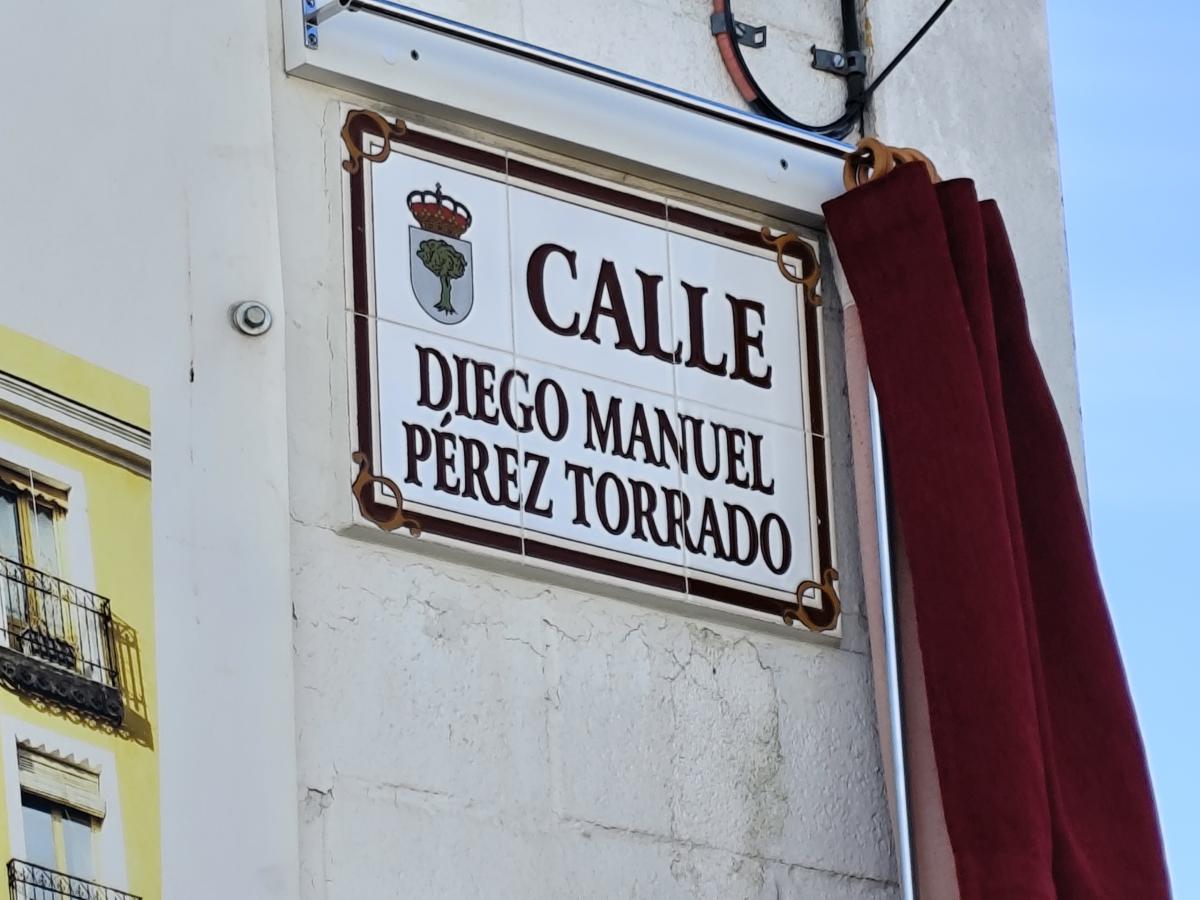 CALLE
DIEGO MANUEL
PÉREZ TORRADO